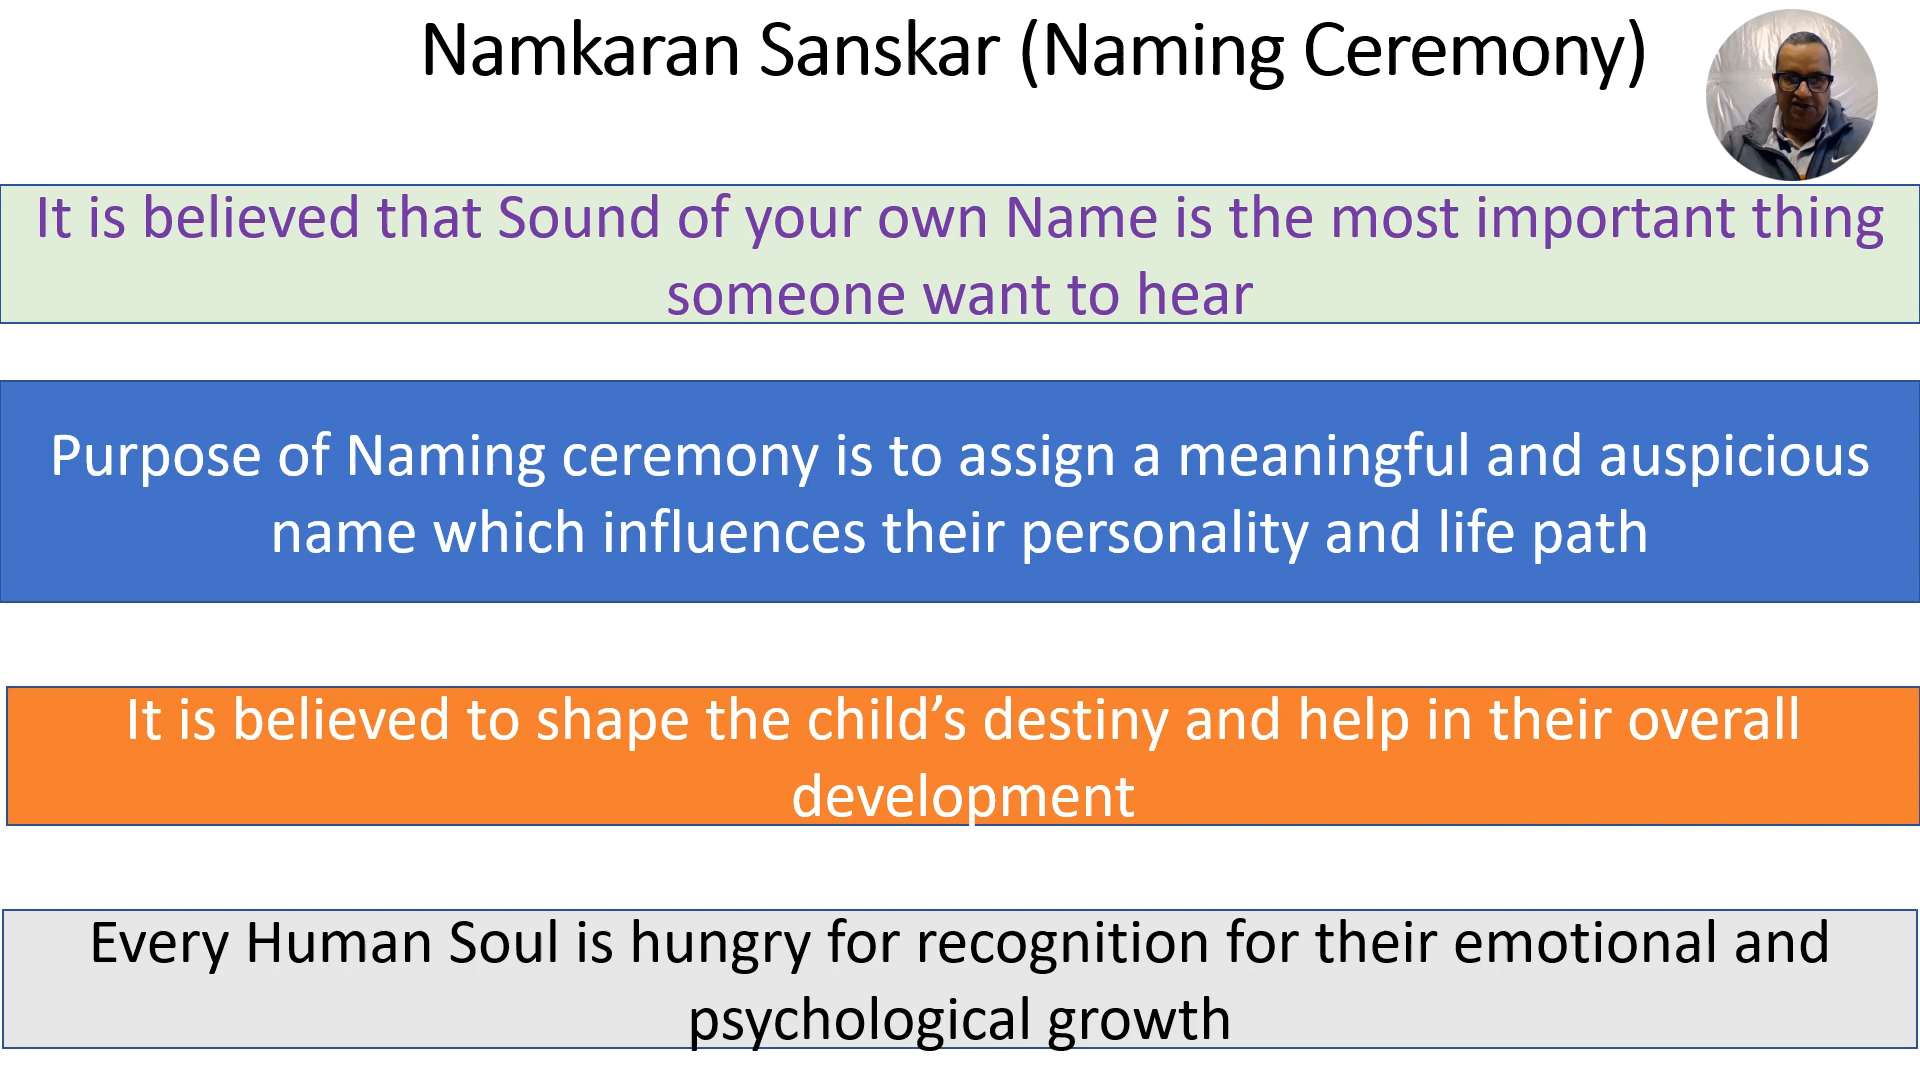 Namkaran Sanskar (Naming Ceremony)
It is believed that Sound of your own Name is the most important thing
someone want to hear
Purpose of Naming ceremony is to assign a meaningful and auspicious
name which influences their personality and life path
It is believed to shape the child’s destiny and help in their overall
development
Every Human Soul is hungry for recognition for their emotional and
psychological growth